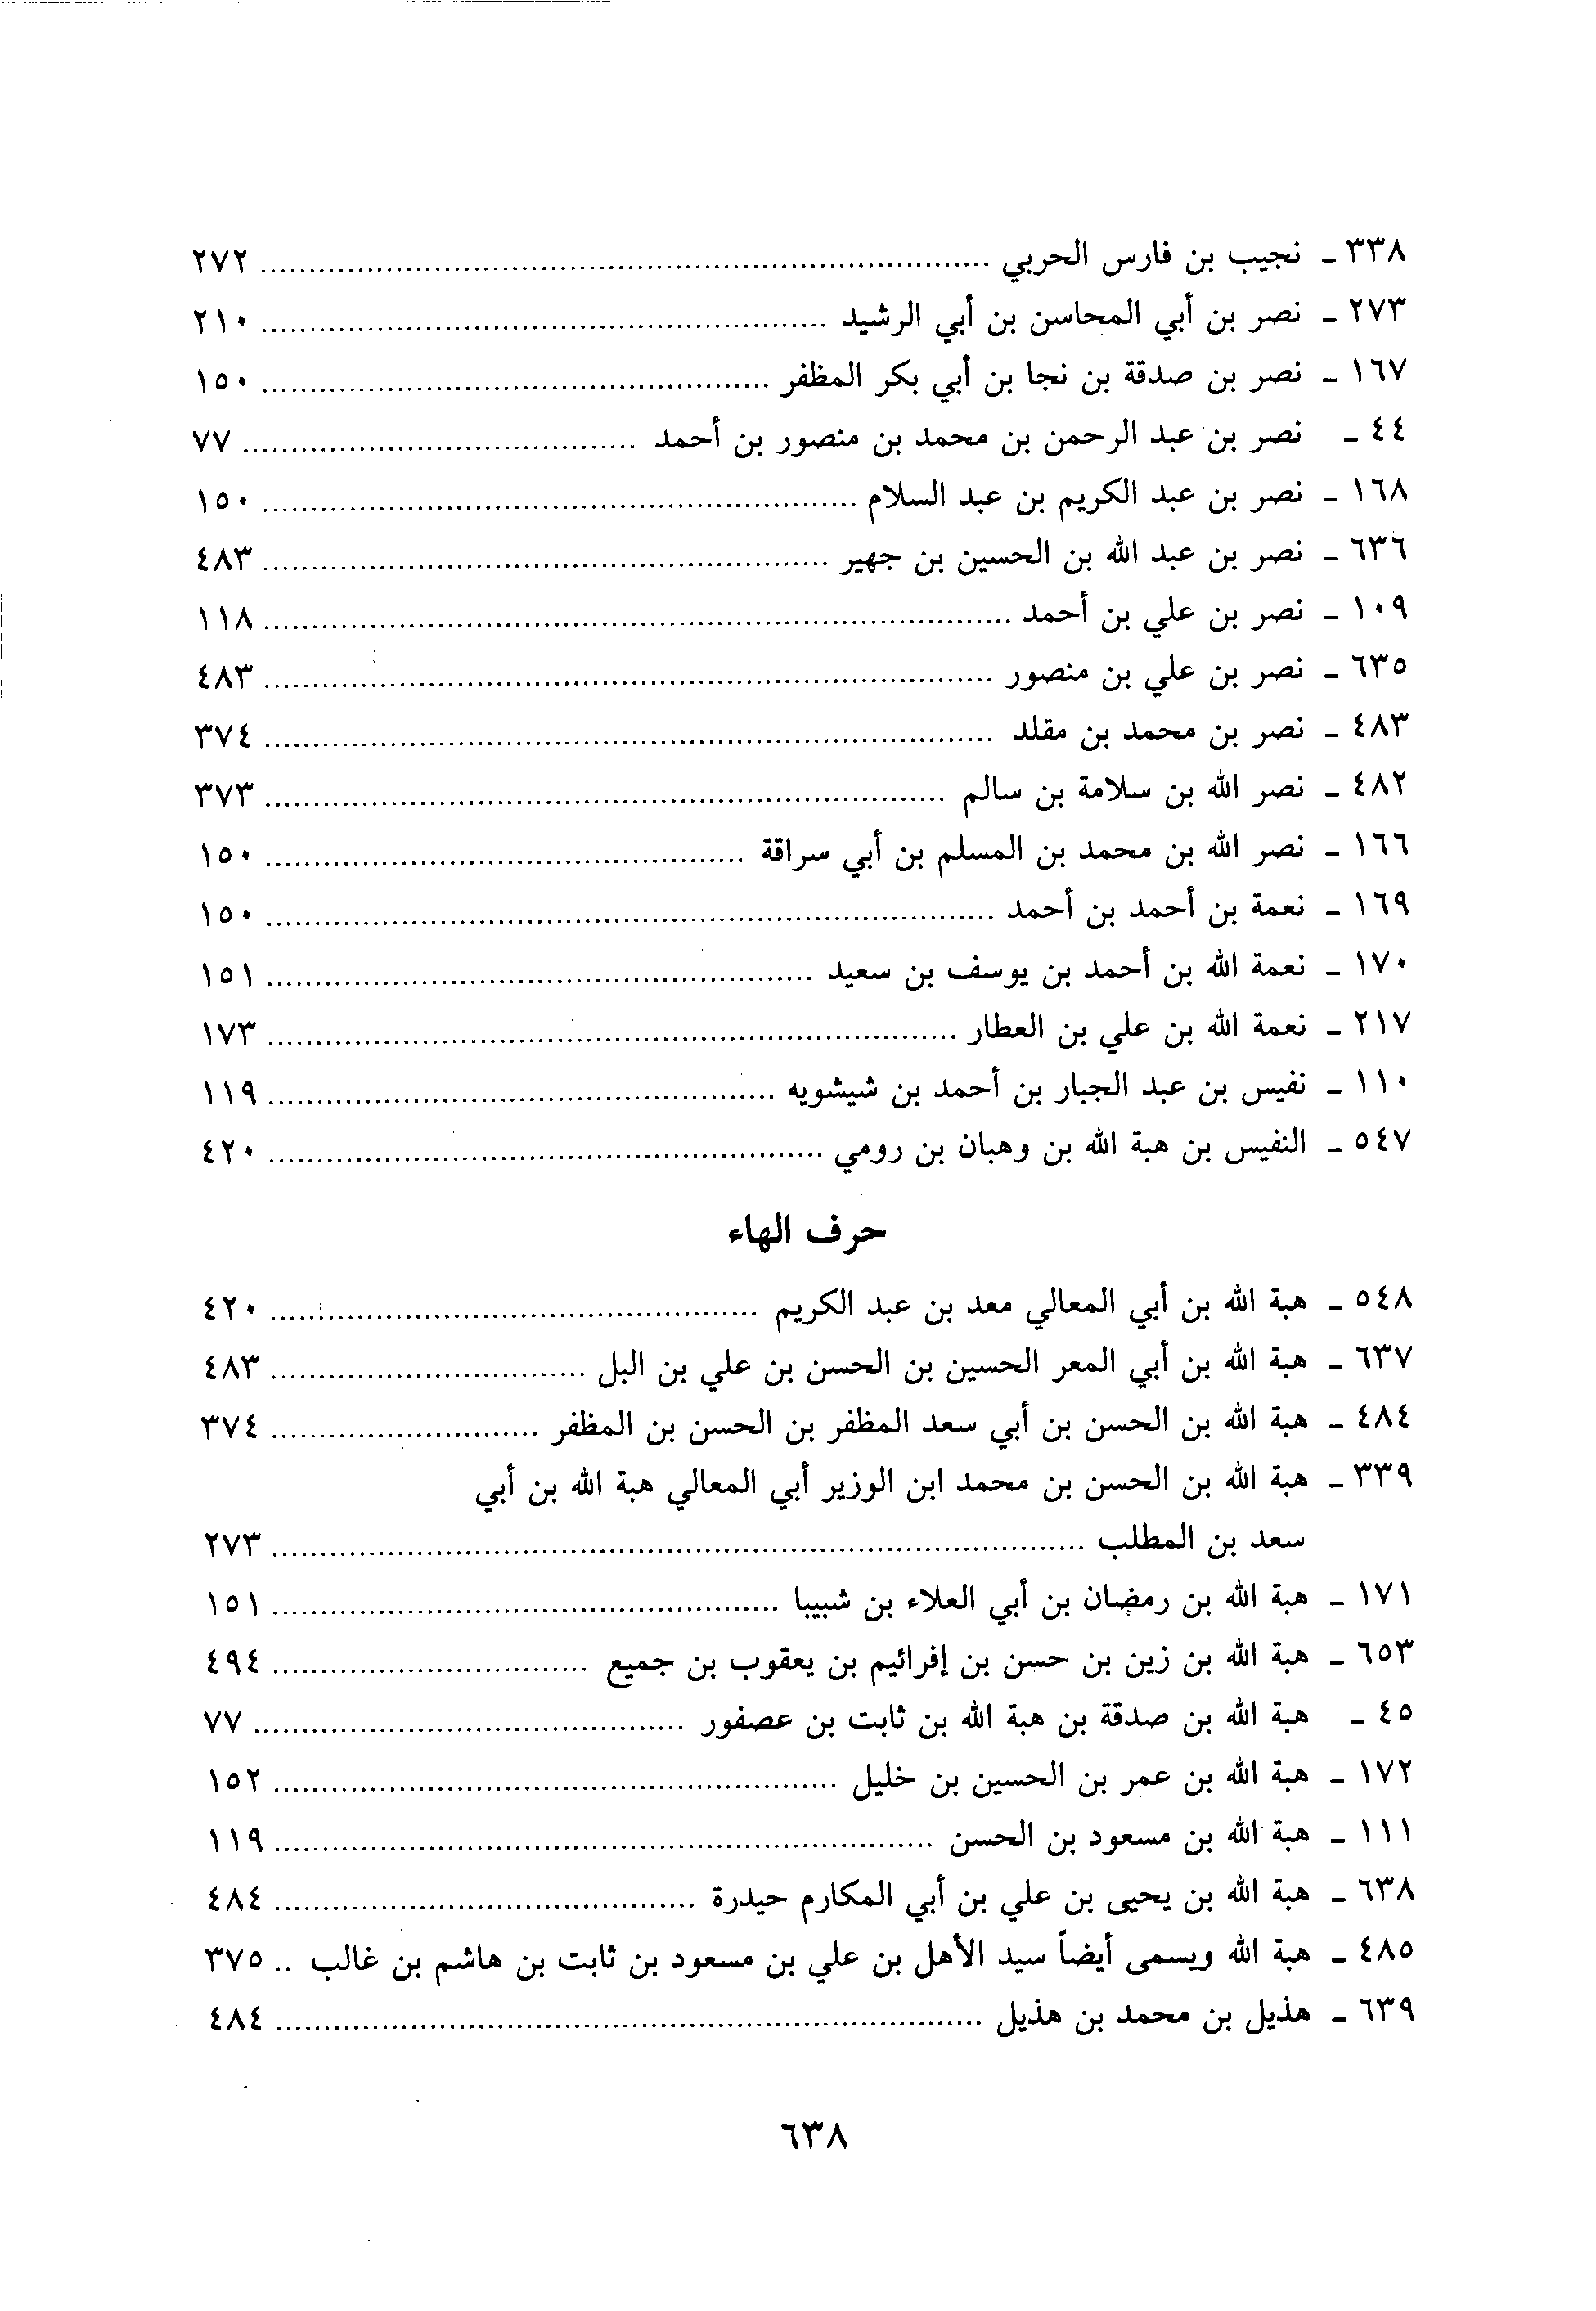 ٣٣٨ ـ نجيب بن فارس الحربي ........ ٢٧٢
٢٧٣ ـ نصر بن أبي المحاسن بن أبي الرشيد ........ ٢١٠
١٦٧ ـ نصر بن صدقة بن نجا بن أبي بكر المظفر ........ ١٥٠
٤٤ ـ نصر بن عبد الرحمن بن محمد بن منصور بن أحمد ........ ٧٧
١٦٨ ـ نصر بن عبد الكريم بن عبد السلام ........ ١٥٠
٦٣٦ ـ نصر بن عبد الله بن الحسين بن جهير ........ ٤٨٣
١٠٩ ـ نصر بن علي بن أحمد ........ ١١٨
٦٣٥ ـ نصر بن علي بن منصور ........ ٤٨٣
٤٨٣ ـ نصر بن محمد بن مقلد ........ ٣٧٤
٤٨٢ ـ نصر الله بن سلامة بن سالم ........ ٣٧٣
١٦٦ ـ نصر الله بن محمد بن المسلم بن أبي سراقة ........ ١٥٠
١٦٩ ـ نعمة بن أحمد بن أحمد ........ ١٥٠
١٧٠ ـ نعمة الله بن أحمد بن يوسف بن سعيد ........ ١٥١
٢١٧ ـ نعمة الله بن علي بن العطار ........ ١٧٣
١١٠ ـ نفيس بن عبد الجبار بن أحمد بن شيشويه ........ ١١٩
٥٤٧ ـ النفيس بن هبة الله بن وهبان بن رومي ........ ٤٢٠
حرف الهاء
٥٤٨ ـ هبة الله بن أبي المعالي معد بن عبد الكريم ........ ٤٢٠
٦٣٧ ـ هبة الله بن أبي المعر الحسين بن الحسن بن علي بن البل ........ ٤٨٣
٤٨٤ ـ هبة الله بن الحسن بن أبي سعد المظفر بن الحسن بن المظفر ........ ٣٧٤
٣٣٩ ـ هبة الله بن الحسن بن محمد ابن الوزير أبي المعالي هبة الله بن أبي
سعد بن المطلب ........ ٢٧٣
١٧١ ـ هبة الله بن رمضان بن أبي العلاء بن شبيبا ........ ١٥١
٦٥٣ ـ هبة الله بن زين بن حسن بن إفرائيم بن يعقوب بن جميع ........ ٤٩٤
٤٥ ـ هبة الله بن صدقة بن هبة الله بن ثابت بن عصفور ........ ٧٧
١٧٢ ـ هبة الله بن عمر بن الحسين بن خليل ........ ١٥٢
١١١ ـ هبة الله بن مسعود بن الحسن ........ ١١٩
٦٣٨ ـ هبة الله بن يحيى بن علي بن أبي المكارم حيدرة ........ ٤٨٤
٤٨٥ ـ هبة الله ويسمى أيضاً سيد الأهل بن علي بن مسعود بن ثابت بن هاشم بن غالب .. ٣٧٥
٦٣٩ ـ هذيل بن محمد بن هذيل ........ ٤٨٤
٦٣٨